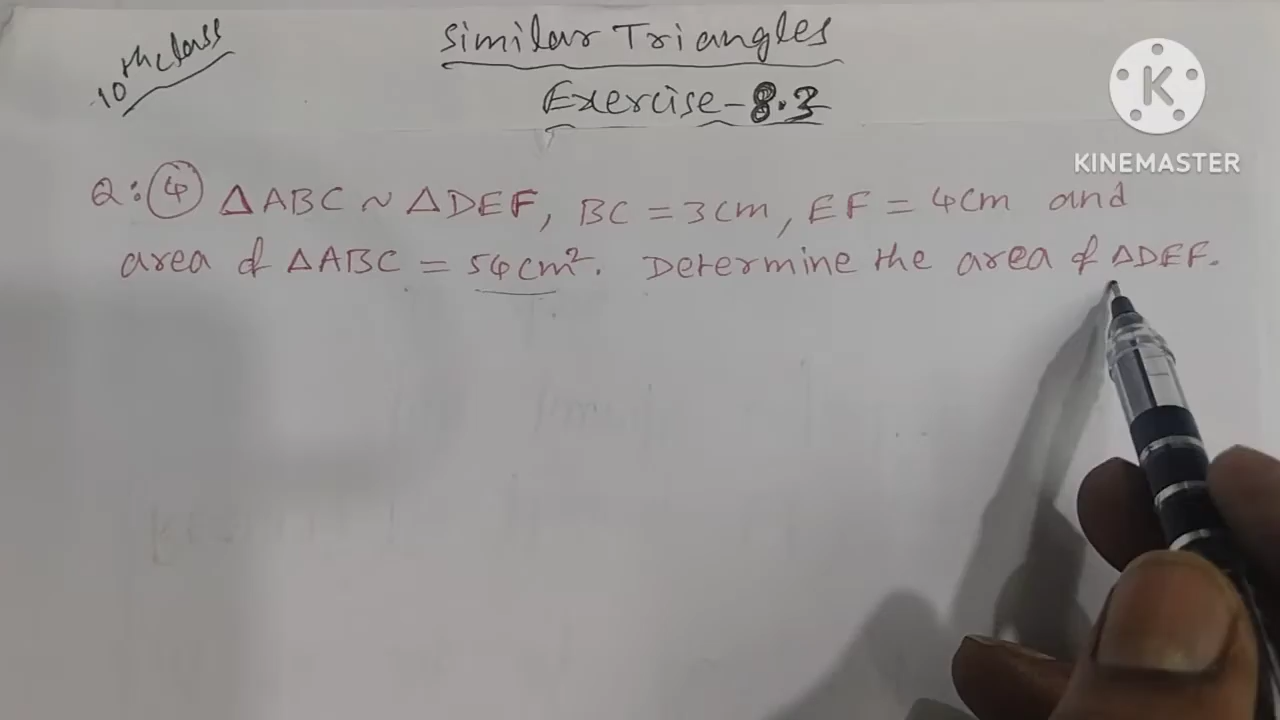 10th class
Similar Triangles
Exercise-8.3
K
KINEMASTER
Q:④ ΔABC ~ ΔDEF, BC = 3cm, EF = 4cm and
area of ΔABC = 54cm². Determine the area of ΔDEF.